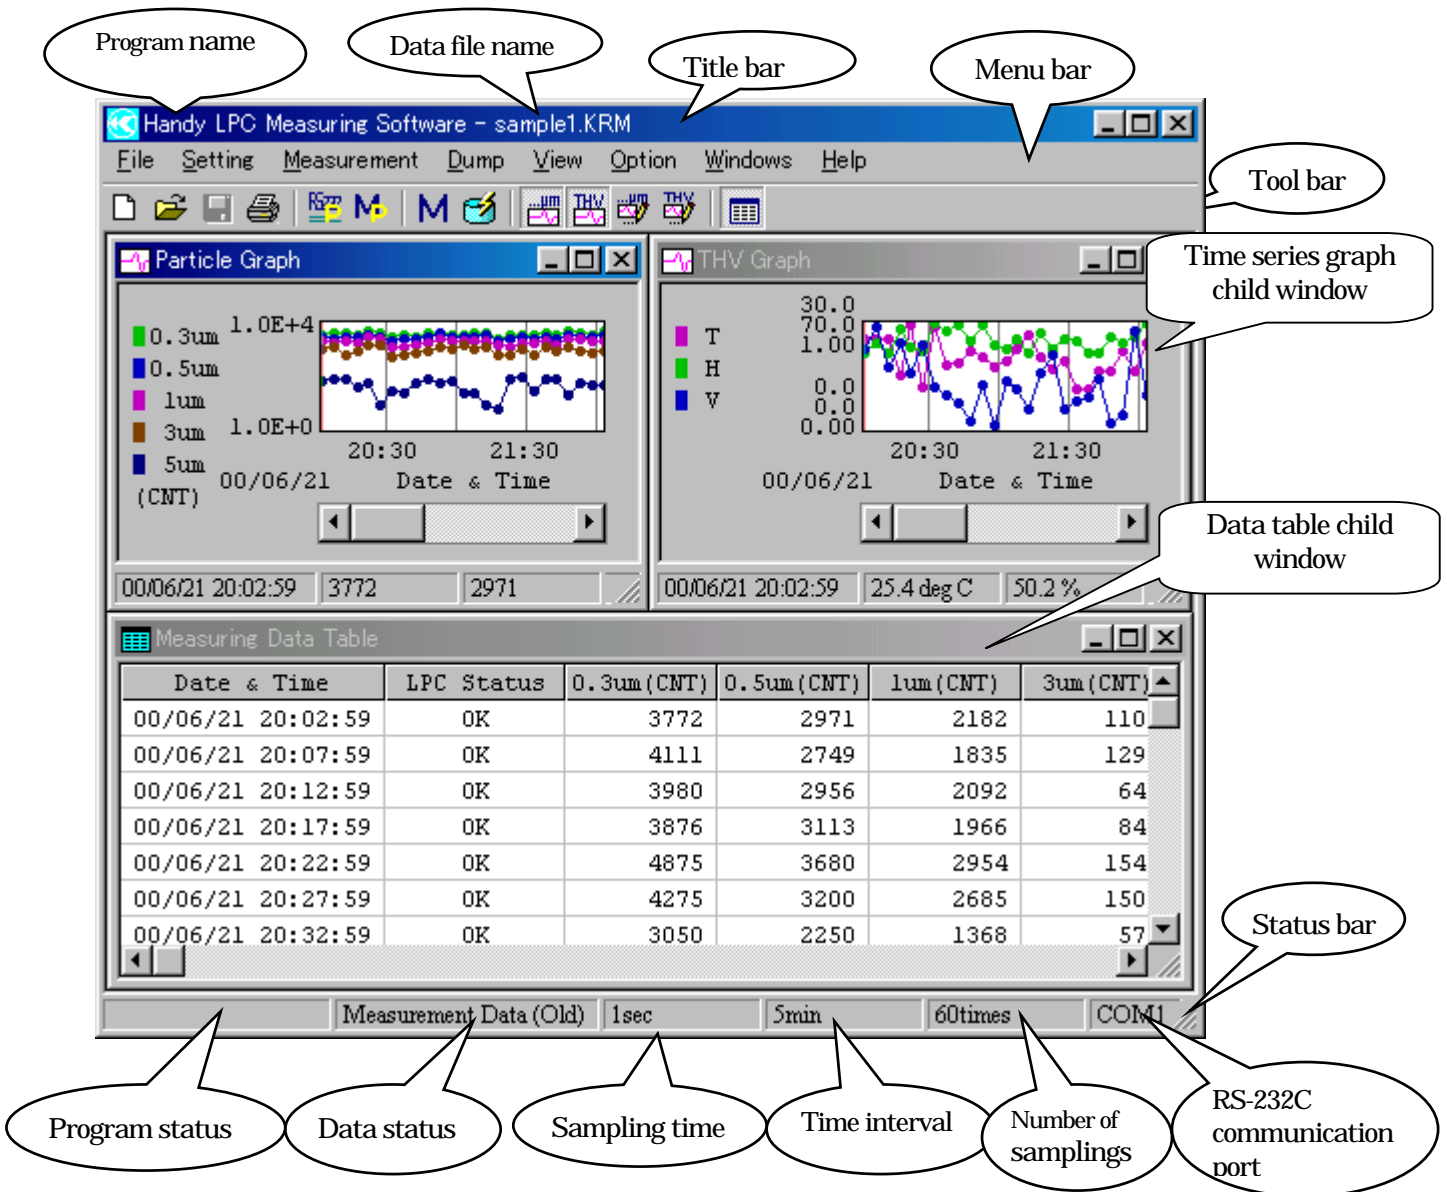 Program name
Data file name
Title bar
Menu bar
Handy LPC Measuring Software - sample1.KRM
File Setting Measurement Dump View Option Windows Help
Tool bar
Particle Graph
THV Graph
Time series graph
child window
0.3um
0.5um
1um
3um
5um
(CNT)
1.0E+4
1.0E+0
20:30 21:30
00/06/21 Date & Time
T
H
V
30.0
70.0
1.00
0.0
0.0
0.00
20:30 21:30
00/06/21 Date & Time
Data table child
window
00/06/21 20:02:59 3772 2971
00/06/21 20:02:59 25.4 deg C 50.2 %
Measuring Data Table
Date & Time LPC Status 0.3um(CNT) 0.5um(CNT) 1um(CNT) 3um(CNT)
00/06/21 20:02:59 OK 3772 2971 2182 110
00/06/21 20:07:59 OK 4111 2749 1835 129
00/06/21 20:12:59 OK 3980 2956 2092 64
00/06/21 20:17:59 OK 3876 3113 1966 84
00/06/21 20:22:59 OK 4875 3680 2954 154
00/06/21 20:27:59 OK 4275 3200 2685 150
00/06/21 20:32:59 OK 3050 2250 1368 57
Status bar
Measurement Data (Old) 1sec 5min 60times COM1
Program status
Data status
Sampling time
Time interval
Number of
samplings
RS-232C
communication
port